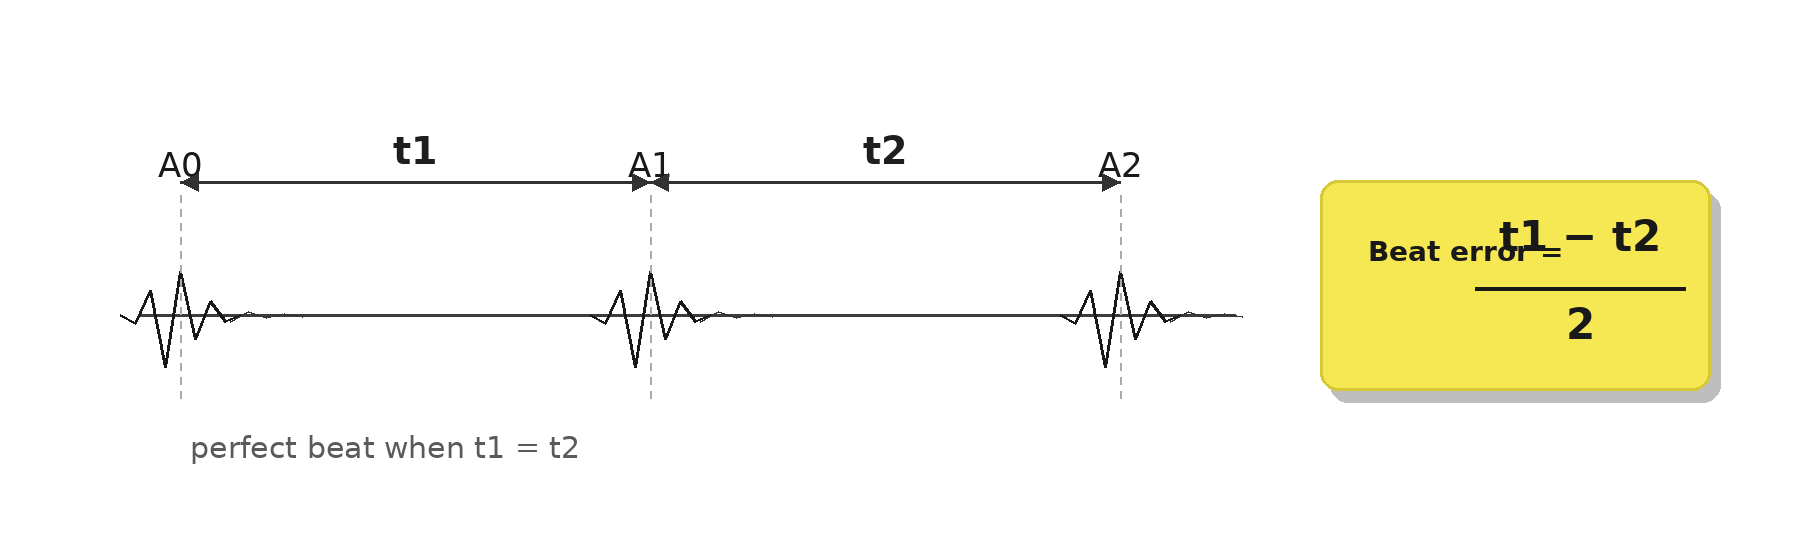 t1
t2
A0
A1
A2
Beat error =
t1 − t2
2
perfect beat when t1 = t2